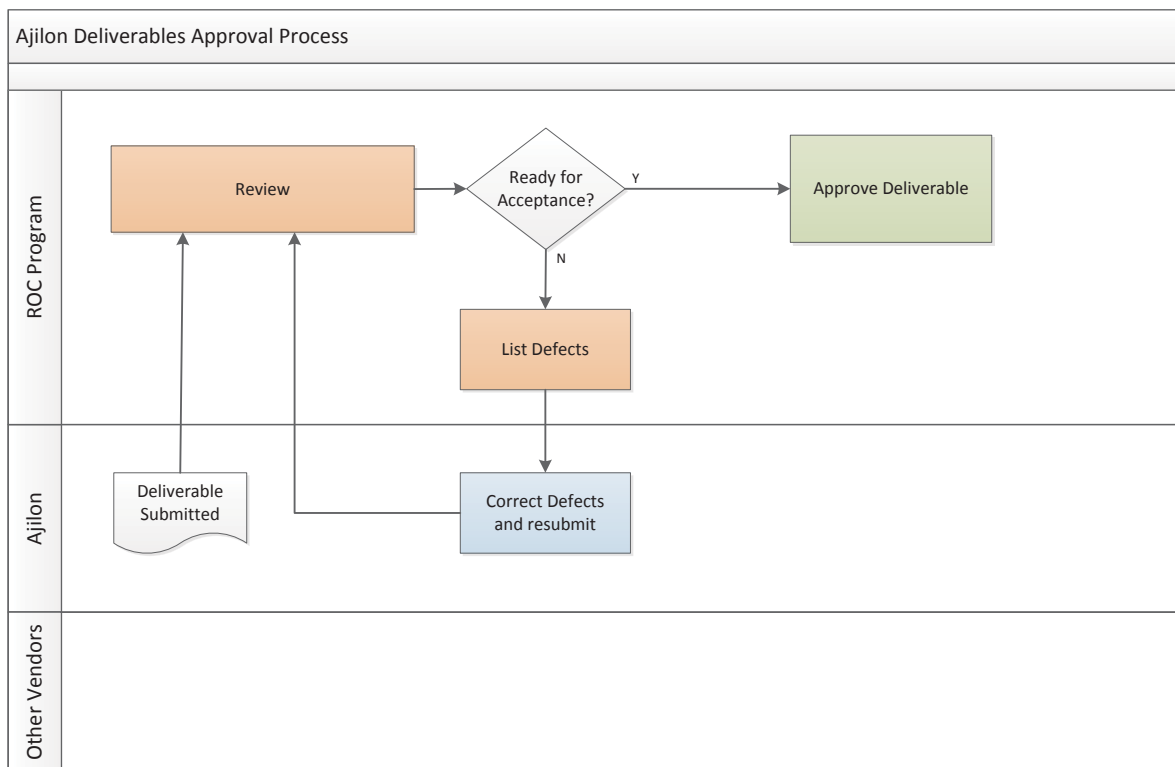 Ajilon Deliverables Approval Process
ROC Program
Review
Ready for
Acceptance?
Y
Approve Deliverable
N
List Defects
Ajilon
Deliverable
Submitted
Correct Defects
and resubmit
Other Vendors